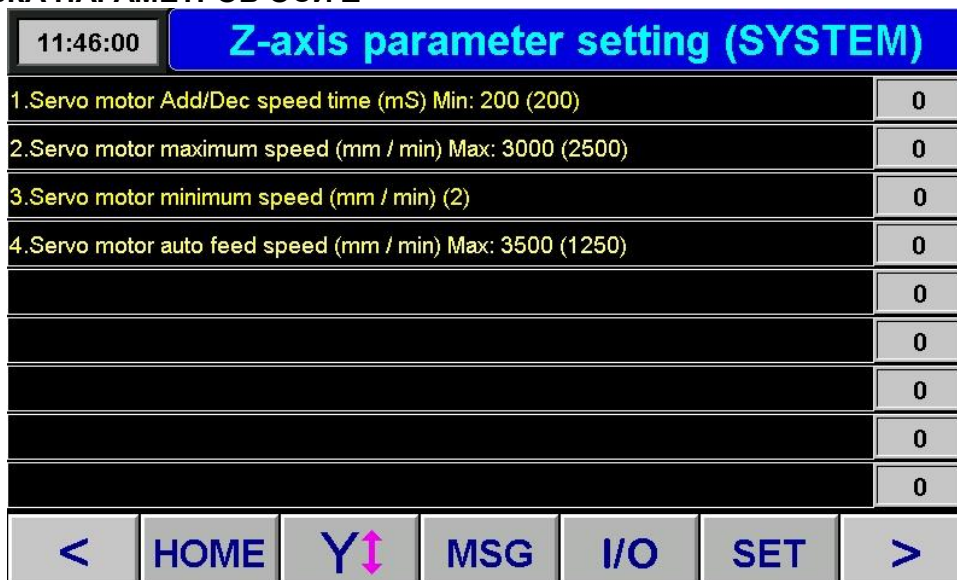 ПАРАМЕТРОВ ОСИ Z
11:46:00
Z-axis parameter setting (SYSTEM)
1.Servo motor Add/Dec speed time (mS) Min: 200 (200)
0
2.Servo motor maximum speed (mm / min) Max: 3000 (2500)
0
3.Servo motor minimum speed (mm / min) (2)
0
4.Servo motor auto feed speed (mm / min) Max: 3500 (1250)
0
0
0
0
0
0
<
HOME
Y
MSG
I/O
SET
>